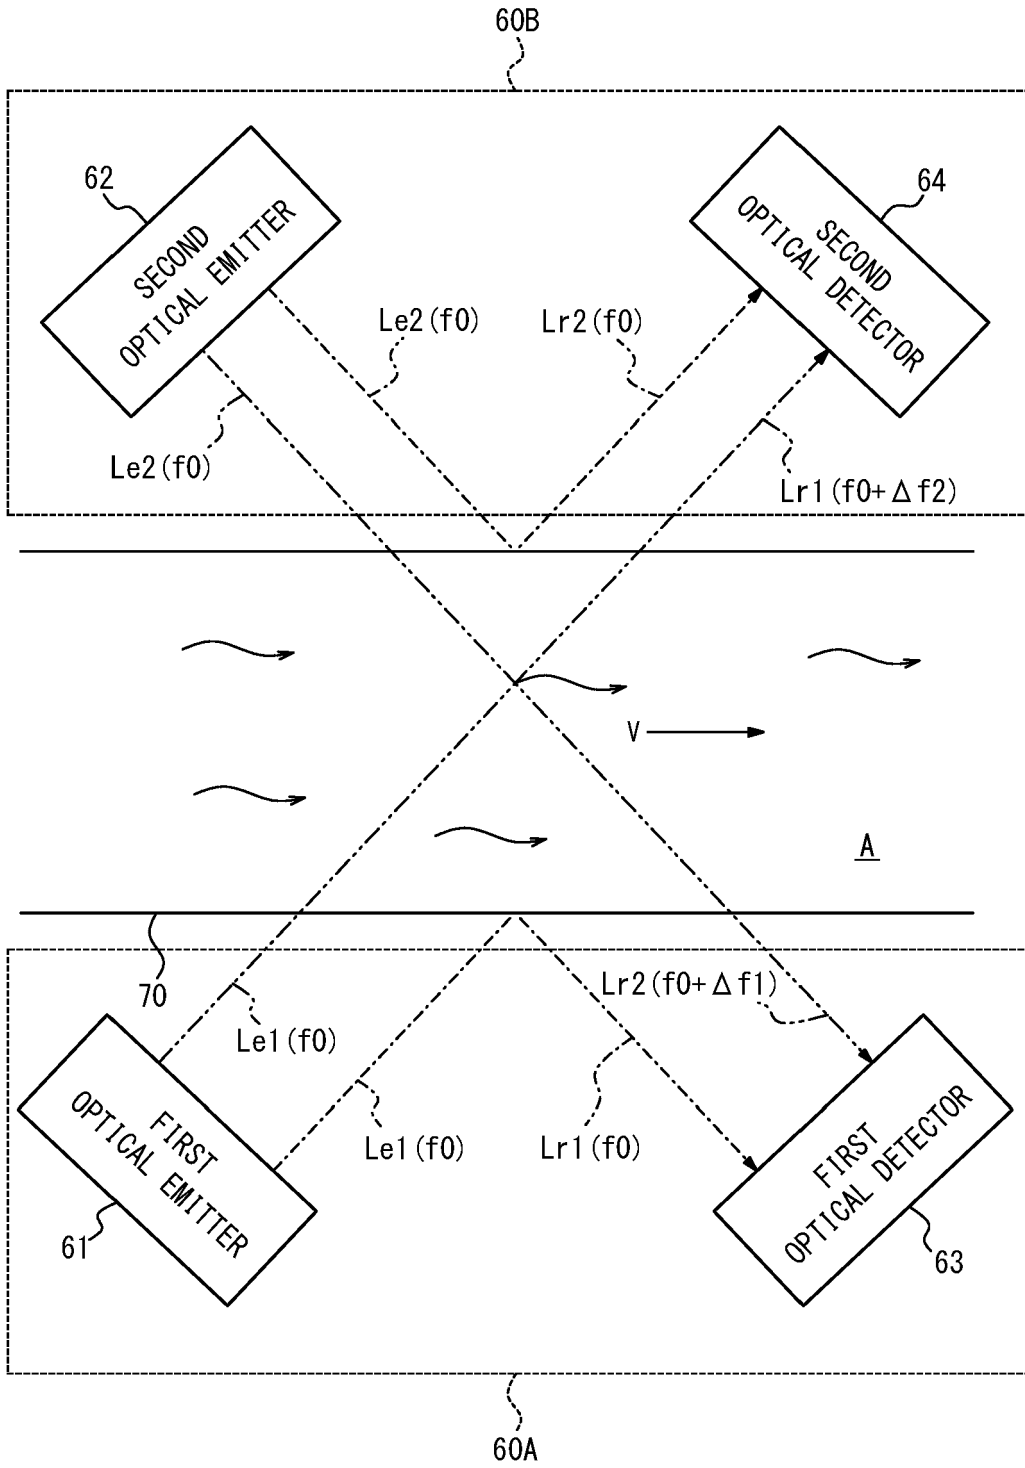 60B
62
64
SECOND
OPTICAL EMITTER
SECOND
OPTICAL DETECTOR
Le2(f0)
Lr2(f0)
Le2(f0)
Lr1(f0+Δf2)
V
A
70
Lr2(f0+Δf1)
Le1(f0)
Le1(f0)
Lr1(f0)
FIRST
OPTICAL EMITTER
FIRST
OPTICAL DETECTOR
61
63
60A